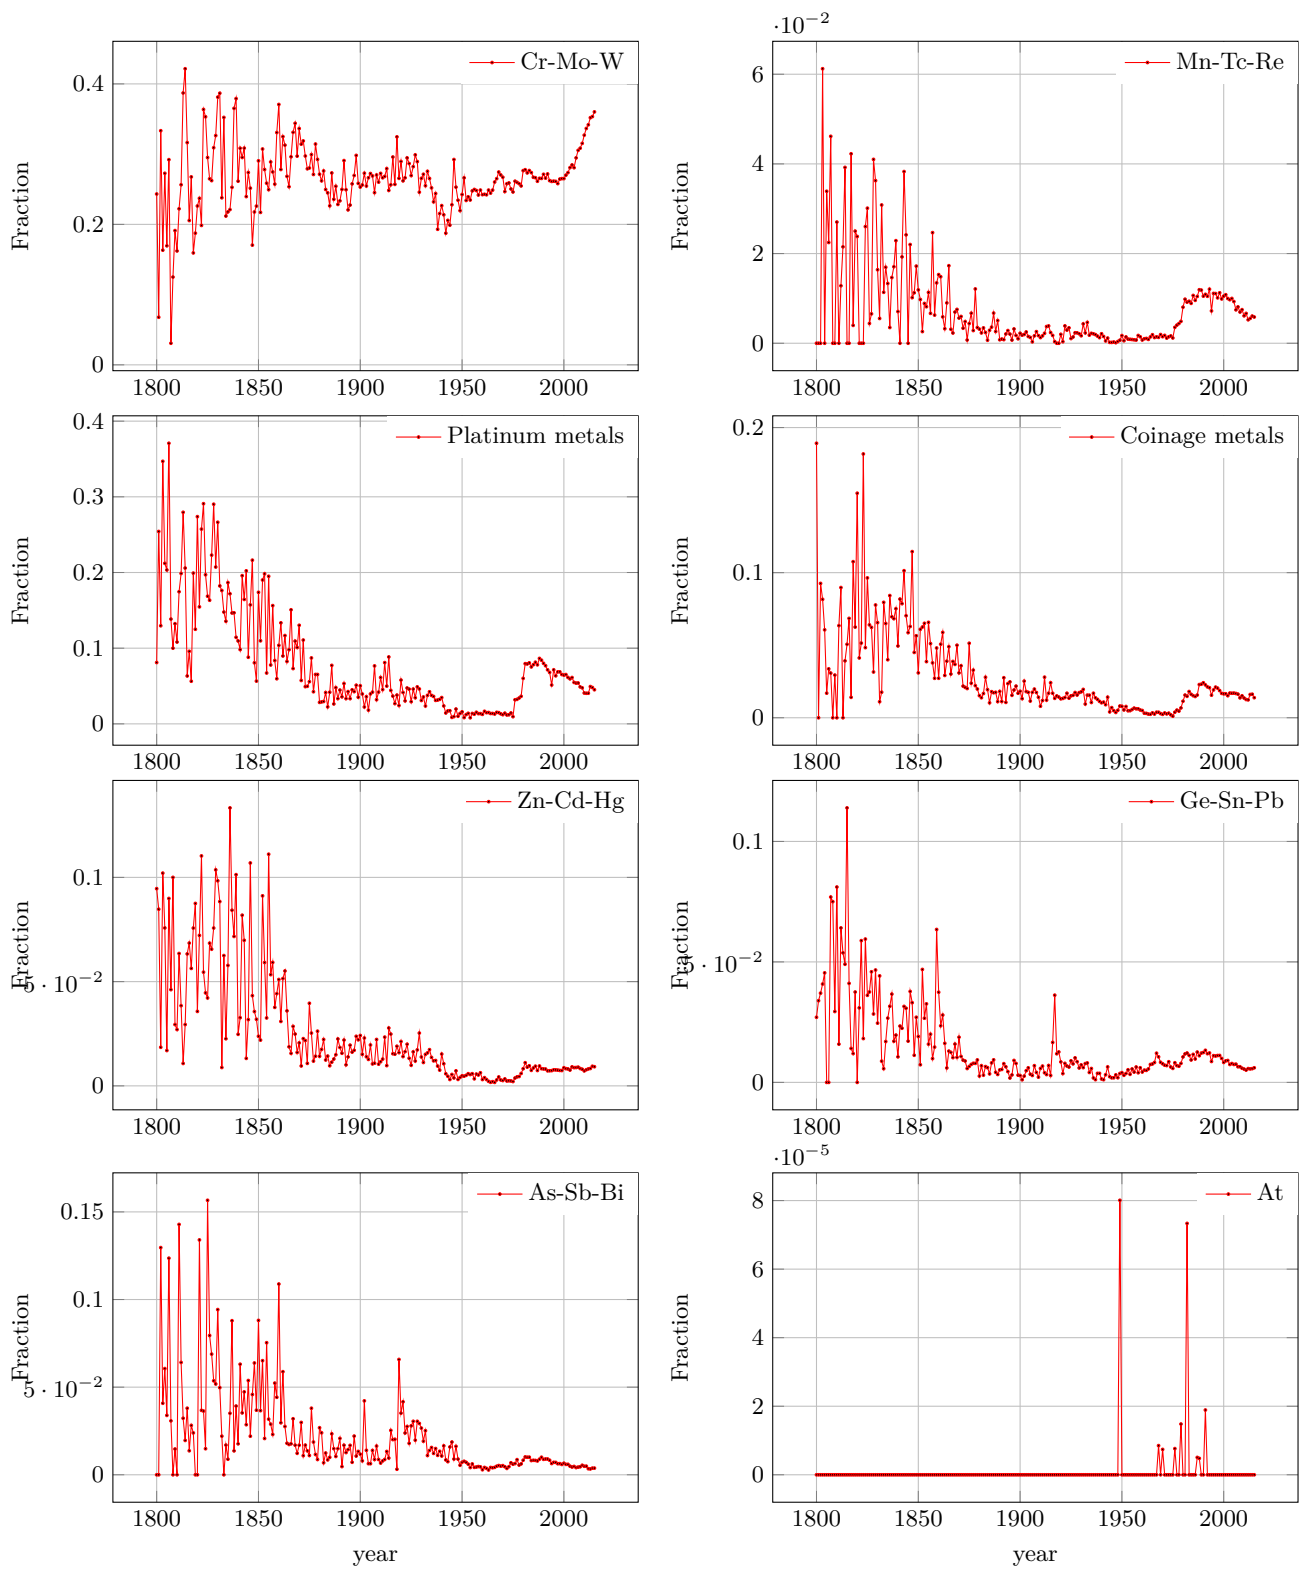 Cr-Mo-W
0.4
0.2
0
Fraction
1800 1850 1900 1950 2000
·10⁻²
Mn-Tc-Re
6
4
2
0
Fraction
1800 1850 1900 1950 2000
Platinum metals
0.4
0.3
0.2
0.1
0
Fraction
1800 1850 1900 1950 2000
Coinage metals
0.2
0.1
0
Fraction
1800 1850 1900 1950 2000
Zn-Cd-Hg
0.1
5 · 10⁻²
0
Fraction
1800 1850 1900 1950 2000
Ge-Sn-Pb
0.1
5 · 10⁻²
0
Fraction
1800 1850 1900 1950 2000
As-Sb-Bi
0.15
0.1
5 · 10⁻²
0
Fraction
1800 1850 1900 1950 2000
year
·10⁻⁵
At
8
6
4
2
0
Fraction
1800 1850 1900 1950 2000
year